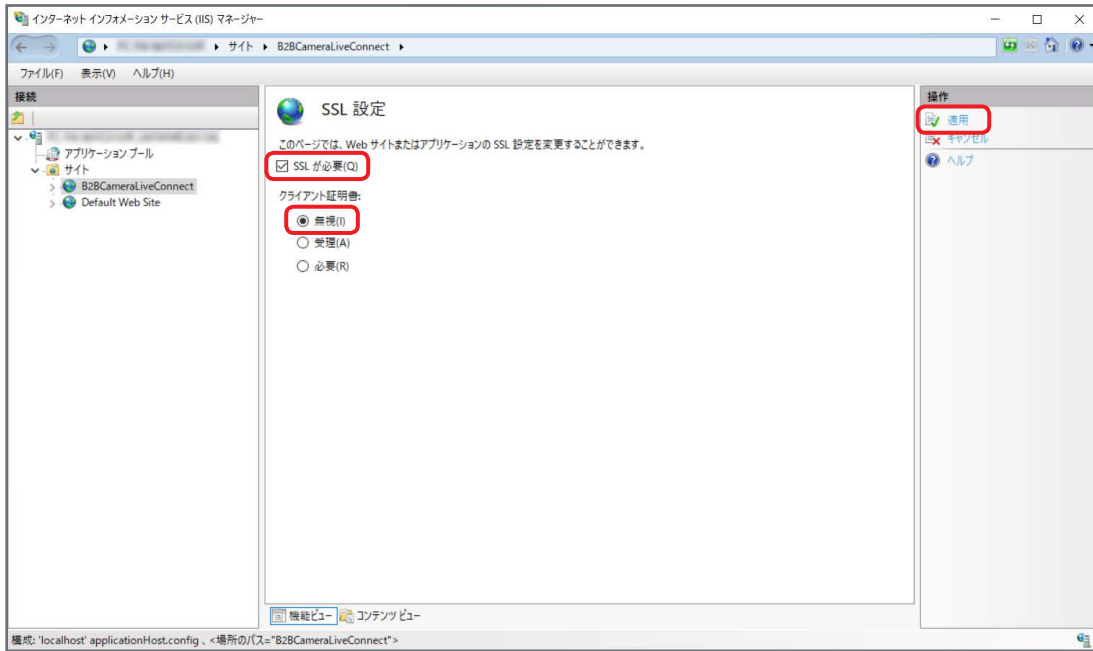 インターネット インフォメーション サービス (IIS) マネージャー
サイト B2BCameraLiveConnect
ファイル(F) 表示(V) ヘルプ(H)
接続
アプリケーション プール
サイト
B2BCameraLiveConnect
Default Web Site
SSL 設定
このページでは、Web サイトまたはアプリケーションの SSL 設定を変更することができます。
SSL が必要(Q)
クライアント証明書:
無視(I)
受理(A)
必要(R)
機能ビュー コンテンツ ビュー
操作
適用
キャンセル
ヘルプ
構成: 'localhost' applicationHost.config 、<場所のパス="B2BCameraLiveConnect">